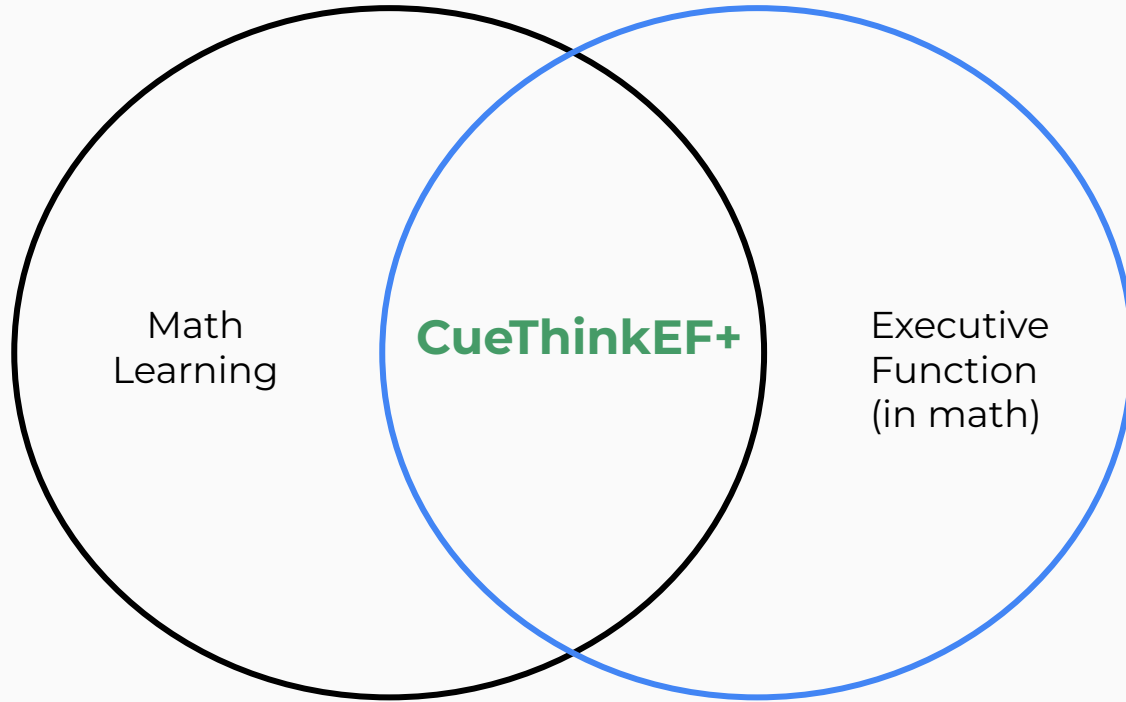 Math
Learning
CueThinkEF+
Executive
Function
(in math)